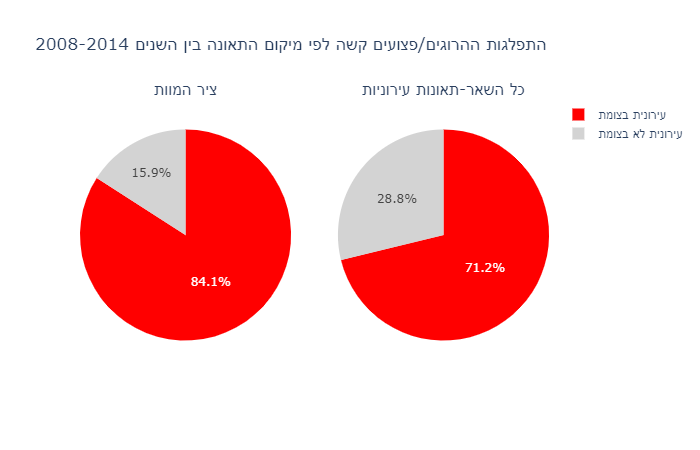 התפלגות ההרוגים/פצועים קשה לפי מיקום התאונה בין השנים 2008-2014
כל השאר-תאונות עירוניות
ציר המוות
עירונית בצומת
עירונית לא בצומת
28.8%
71.2%
15.9%
84.1%